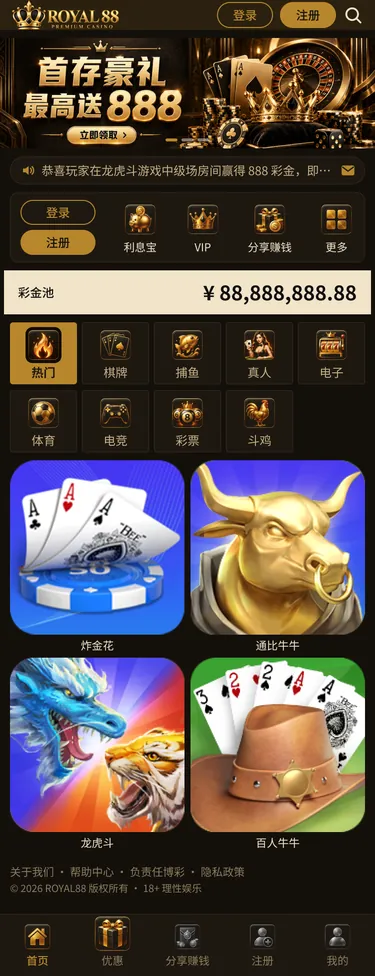 ROYAL 88
PREMIUM CASINO
登录
注册
首存豪礼
最高送888
立即领取 >
恭喜玩家在龙虎斗游戏中级场房间赢得 888 彩金，即…
登录
注册
利息宝
VIP
分享赚钱
更多
彩金池
¥ 88,888,888.88
热门
棋牌
捕鱼
真人
电子
体育
电竞
彩票
斗鸡
炸金花
通比牛牛
龙虎斗
百人牛牛
关于我们 • 帮助中心 • 负责任博彩 • 隐私政策
© 2026 ROYAL88 版权所有 • 18+ 理性娱乐
首页
优惠
分享赚钱
注册
我的